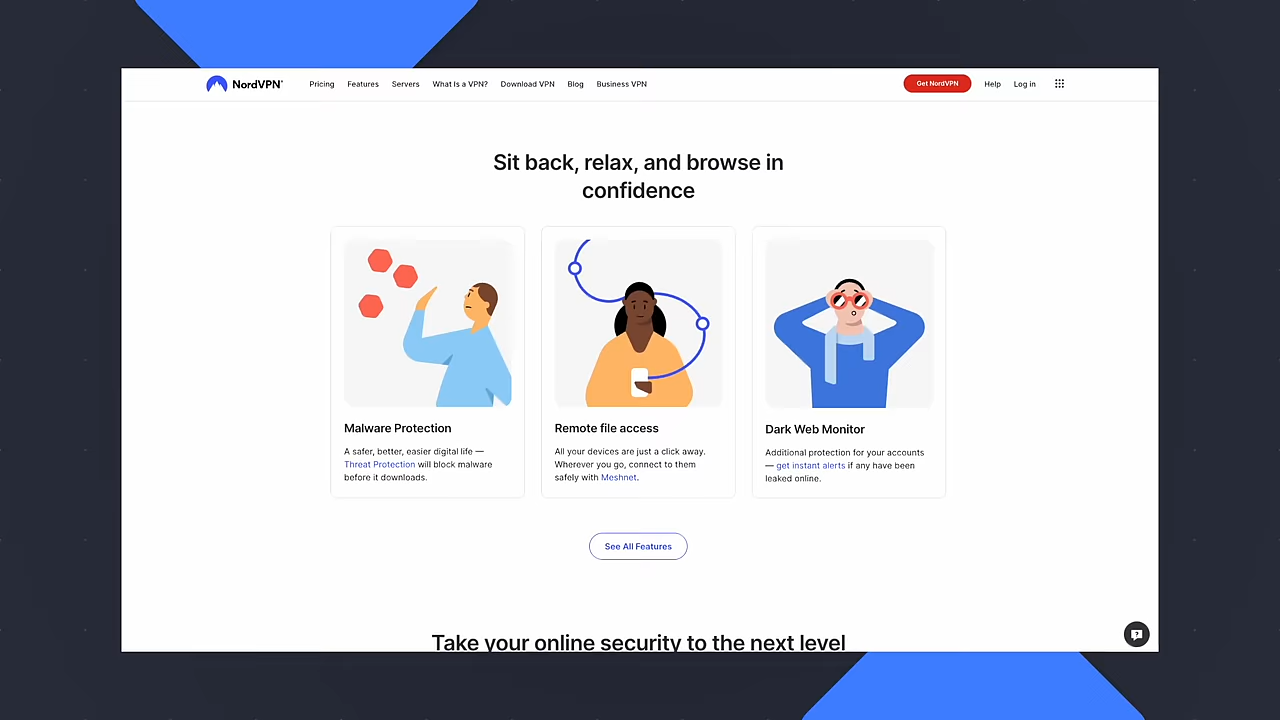 NordVPN®
Pricing
Features
Servers
What Is a VPN?
Download VPN
Blog
Business VPN
Get NordVPN
Help
Log in
Sit back, relax, and browse in
confidence
Malware Protection
A safer, better, easier digital life —
Threat Protection will block malware
before it downloads.
Remote file access
All your devices are just a click away.
Wherever you go, connect to them
safely with Meshnet.
Dark Web Monitor
Additional protection for your accounts
— get instant alerts if any have been
leaked online.
See All Features
Take your online security to the next level
?